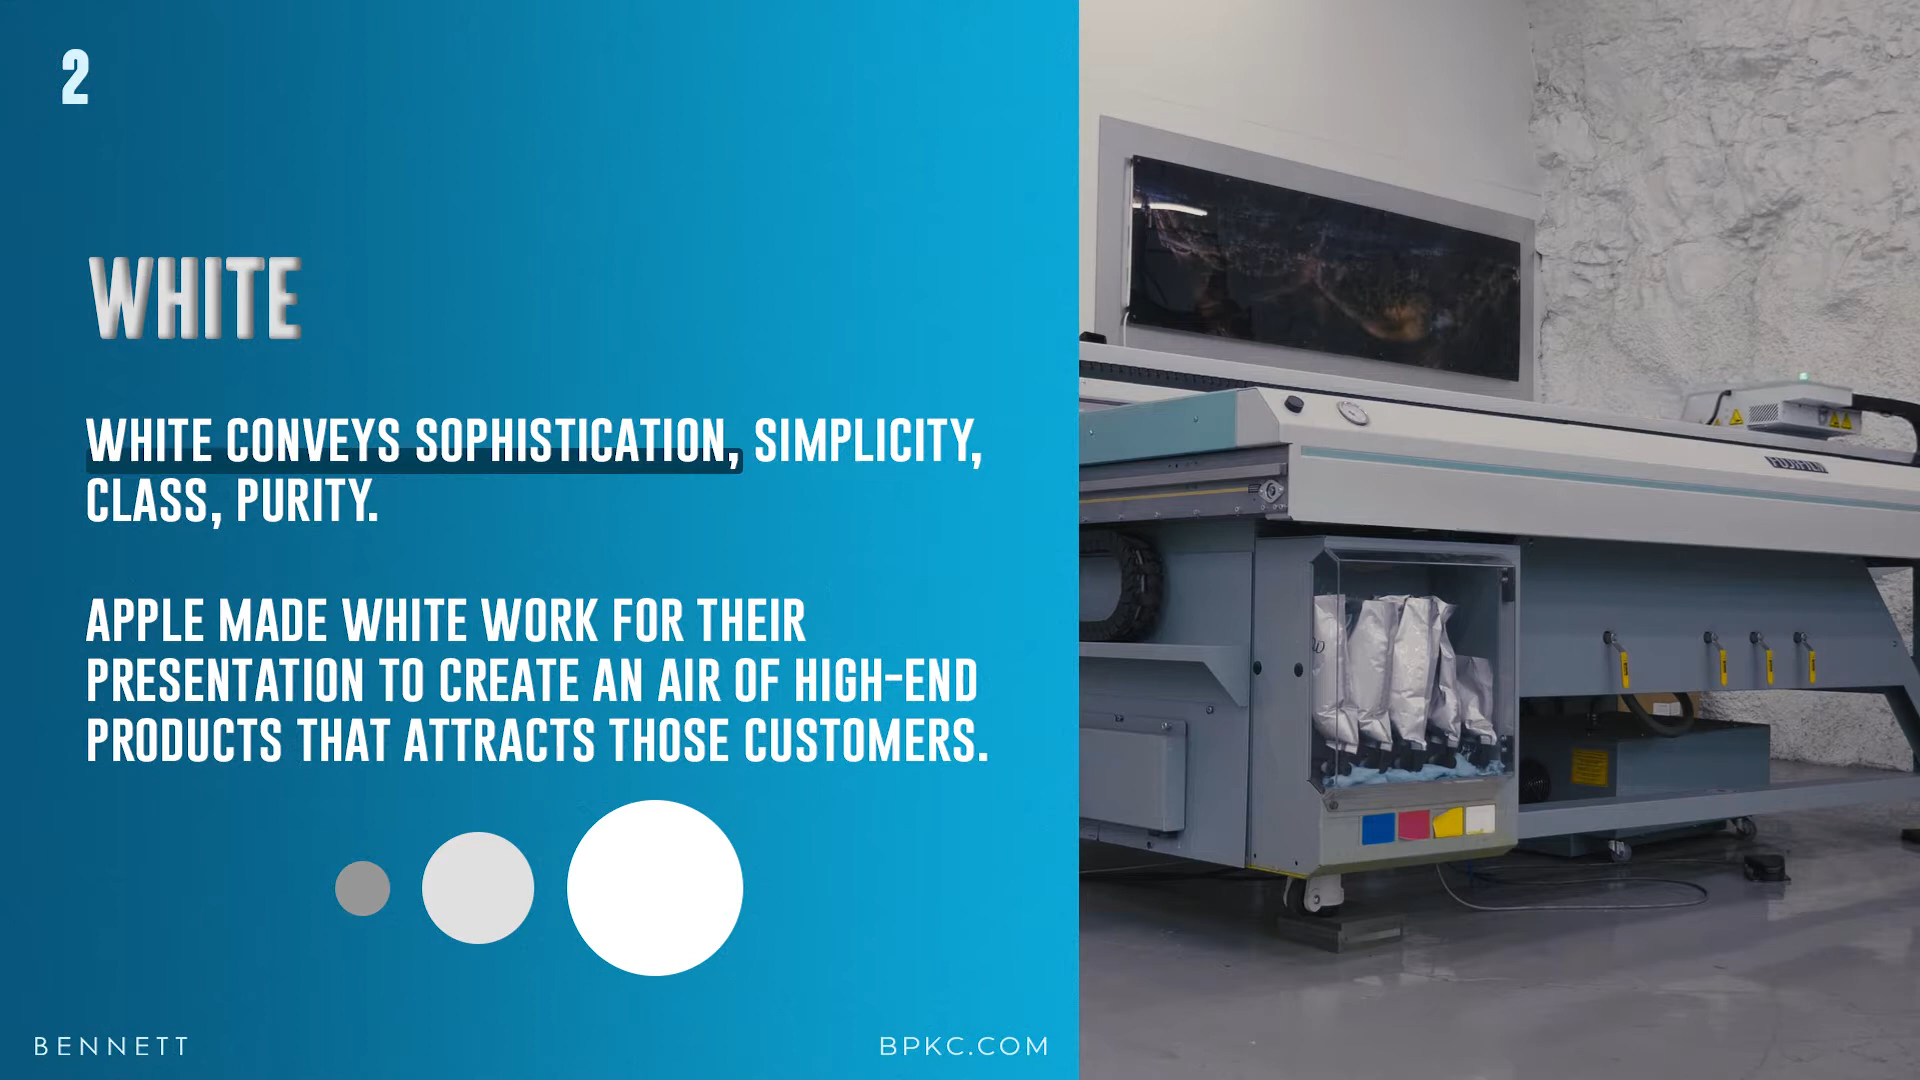 2
WHITE
WHITE CONVEYS SOPHISTICATION, SIMPLICITY,
CLASS, PURITY.
APPLE MADE WHITE WORK FOR THEIR
PRESENTATION TO CREATE AN AIR OF HIGH-END
PRODUCTS THAT ATTRACTS THOSE CUSTOMERS.
BENNETT
BPKC.COM
FUJIFILM